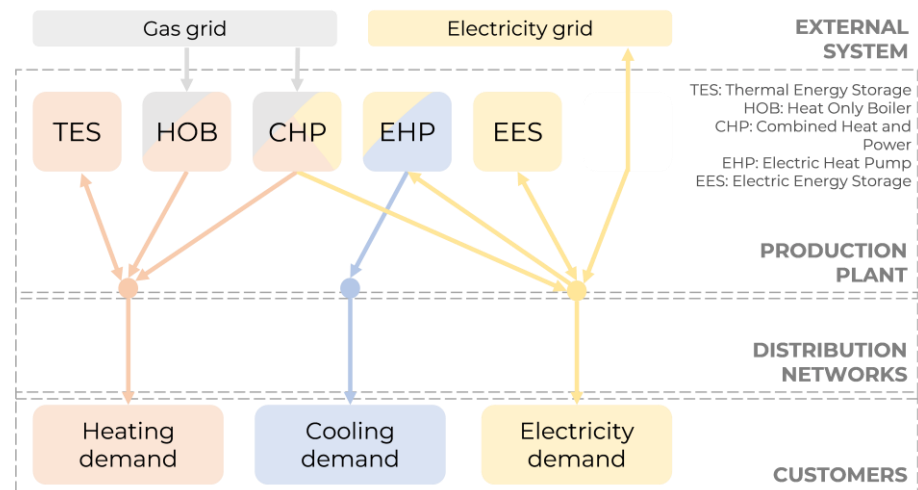 Gas grid
Electricity grid
EXTERNAL
SYSTEM
TES
HOB
CHP
EHP
EES
TES: Thermal Energy Storage
HOB: Heat Only Boiler
CHP: Combined Heat and
Power
EHP: Electric Heat Pump
EES: Electric Energy Storage
PRODUCTION
PLANT
DISTRIBUTION
NETWORKS
Heating
demand
Cooling
demand
Electricity
demand
CUSTOMERS